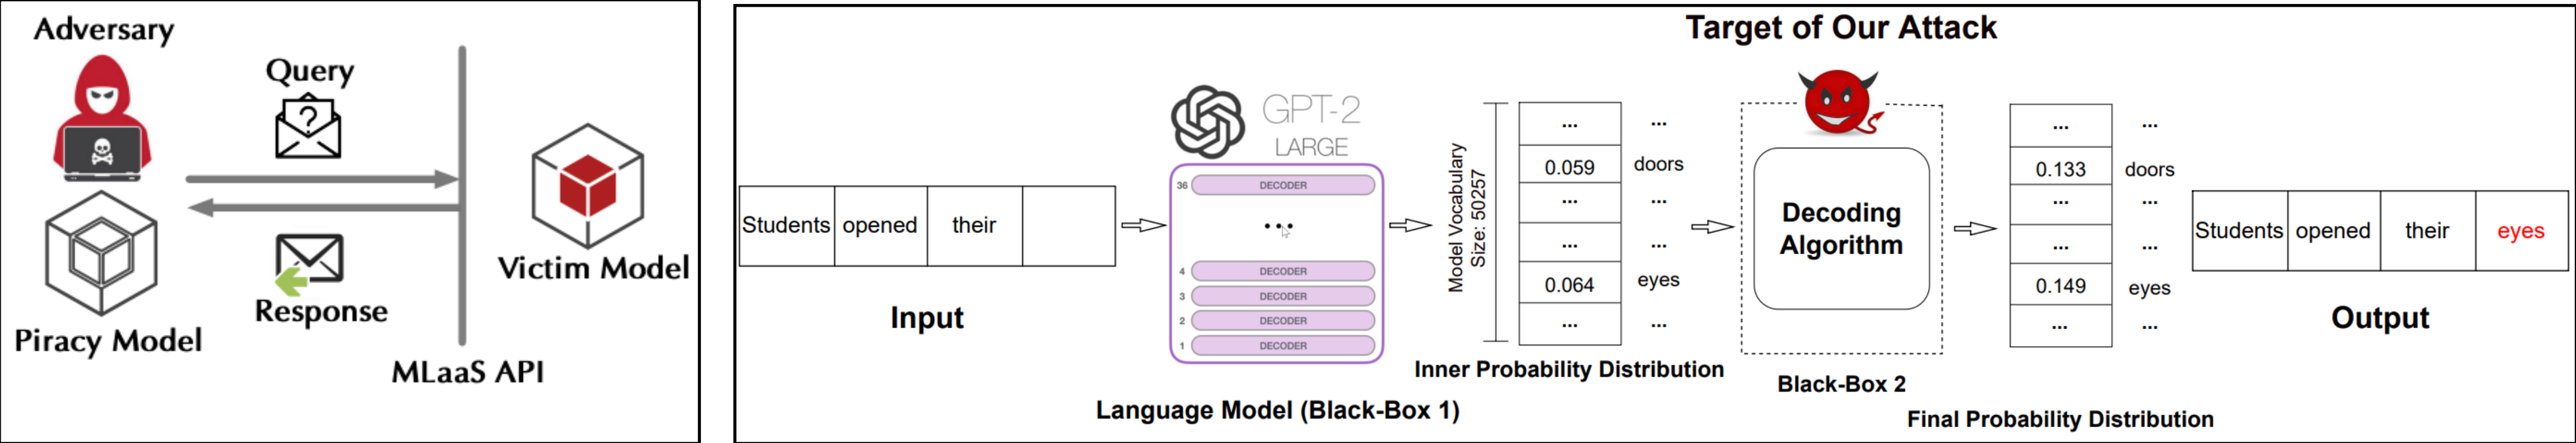 Adversary
Query
?
Response
Piracy Model
Victim Model
MLaaS API
Target of Our Attack
Students opened their
Input
GPT-2
LARGE
36 DECODER
...
4 DECODER
3 DECODER
2 DECODER
1 DECODER
Language Model (Black-Box 1)
Model Vocabulary
Size: 50257
... ...
0.059 doors
... ...
... ...
0.064 eyes
... ...
Inner Probability Distribution
Decoding
Algorithm
Black-Box 2
... ...
0.133 doors
... ...
... ...
0.149 eyes
... ...
Final Probability Distribution
Students opened their eyes
Output